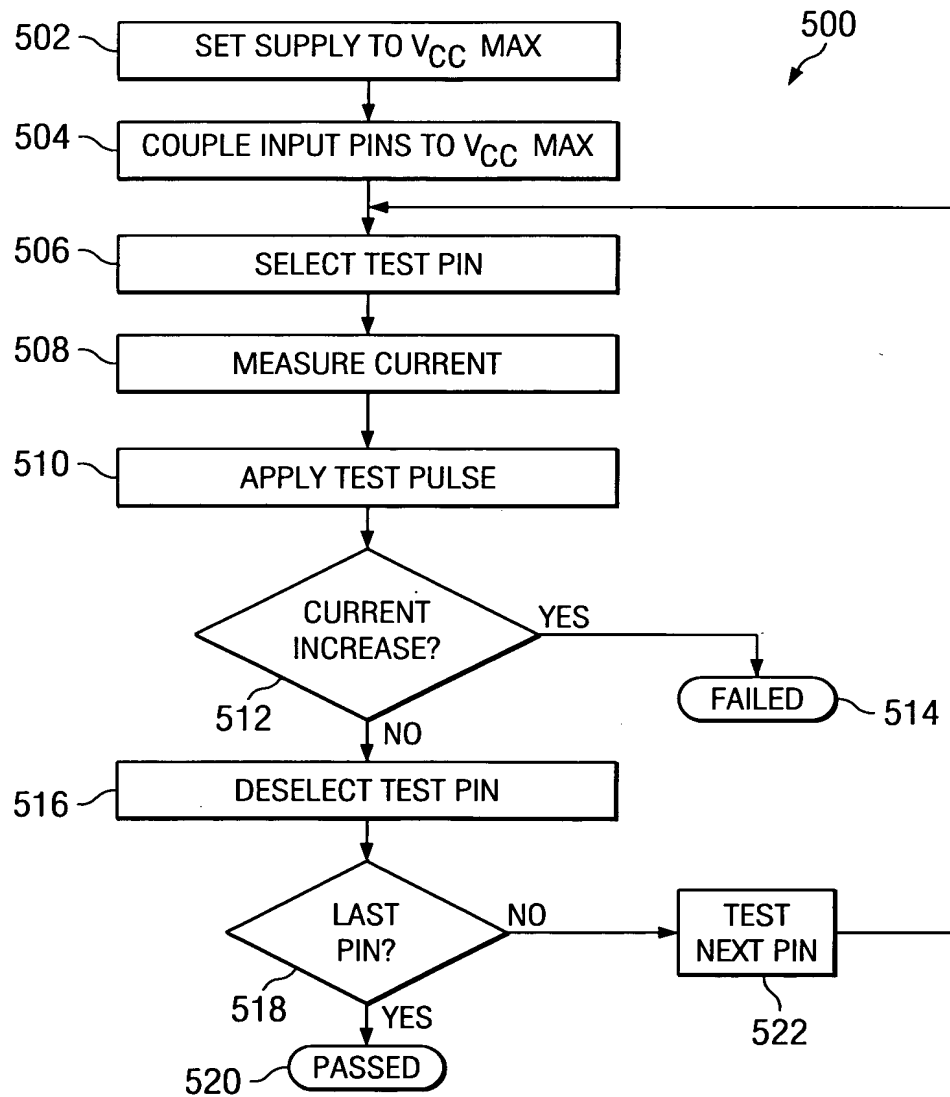 502
SET SUPPLY TO VCC MAX
500
504
COUPLE INPUT PINS TO VCC MAX
506
SELECT TEST PIN
508
MEASURE CURRENT
510
APPLY TEST PULSE
CURRENT
INCREASE?
YES
512
FAILED
514
NO
516
DESELECT TEST PIN
LAST
PIN?
NO
TEST
NEXT PIN
518
YES
522
520
PASSED